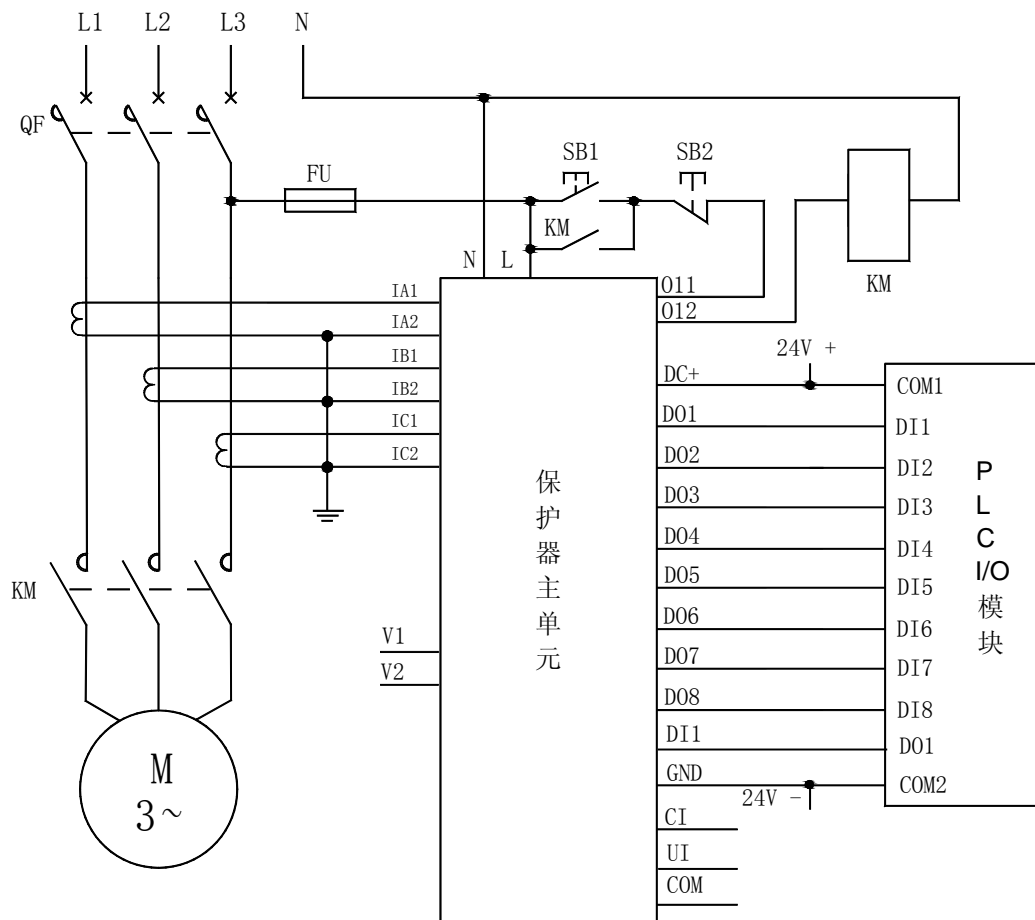 L1 L2 L3 N
QF
FU
SB1 SB2
KM
KM
N L
IA1
IA2
IB1
IB2
IC1
IC2
KM
V1
V2
M
3~
保护器主单元
O11
O12
24V +
DC+
DO1
DO2
DO3
DO4
DO5
DO6
DO7
DO8
DI1
GND
24V -
CI
UI
COM
COM1
DI1
DI2
DI3
DI4
DI5
DI6
DI7
DI8
DO1
COM2
PLC
I/O
模块